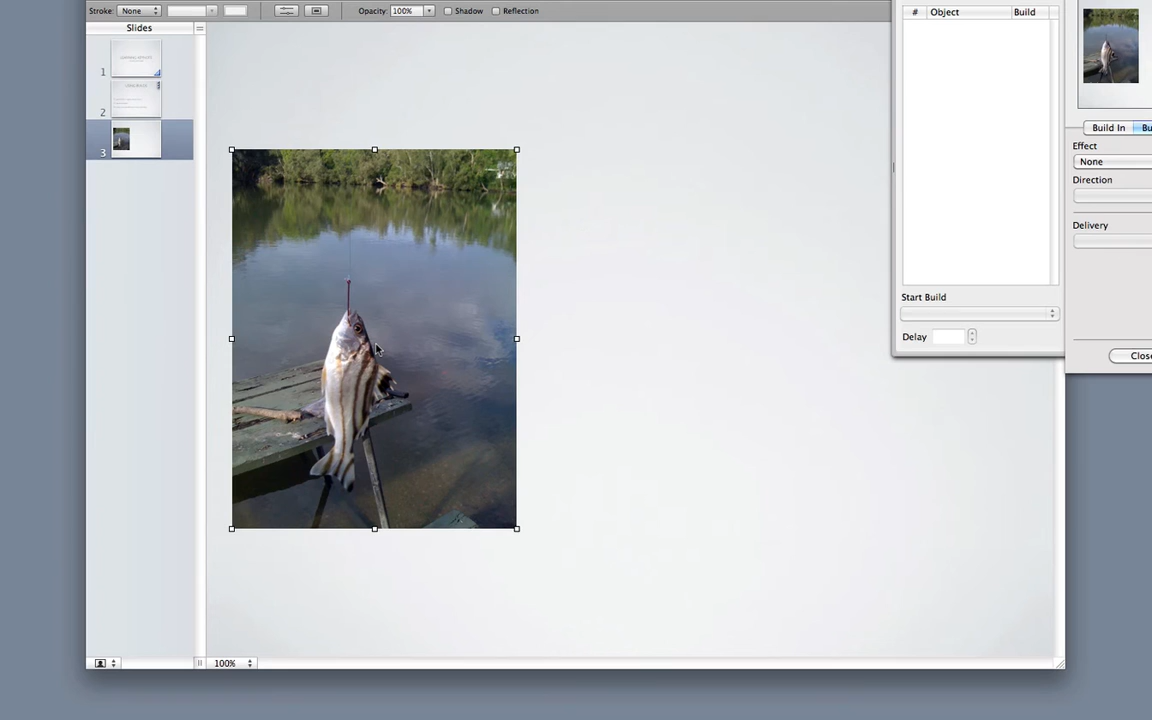 Stroke: None Opacity: 100% Shadow Reflection
Slides
1
2
3
# Object Build
Start Build
Delay
Build In Bu
Effect
None
Direction
Delivery
Close
100%